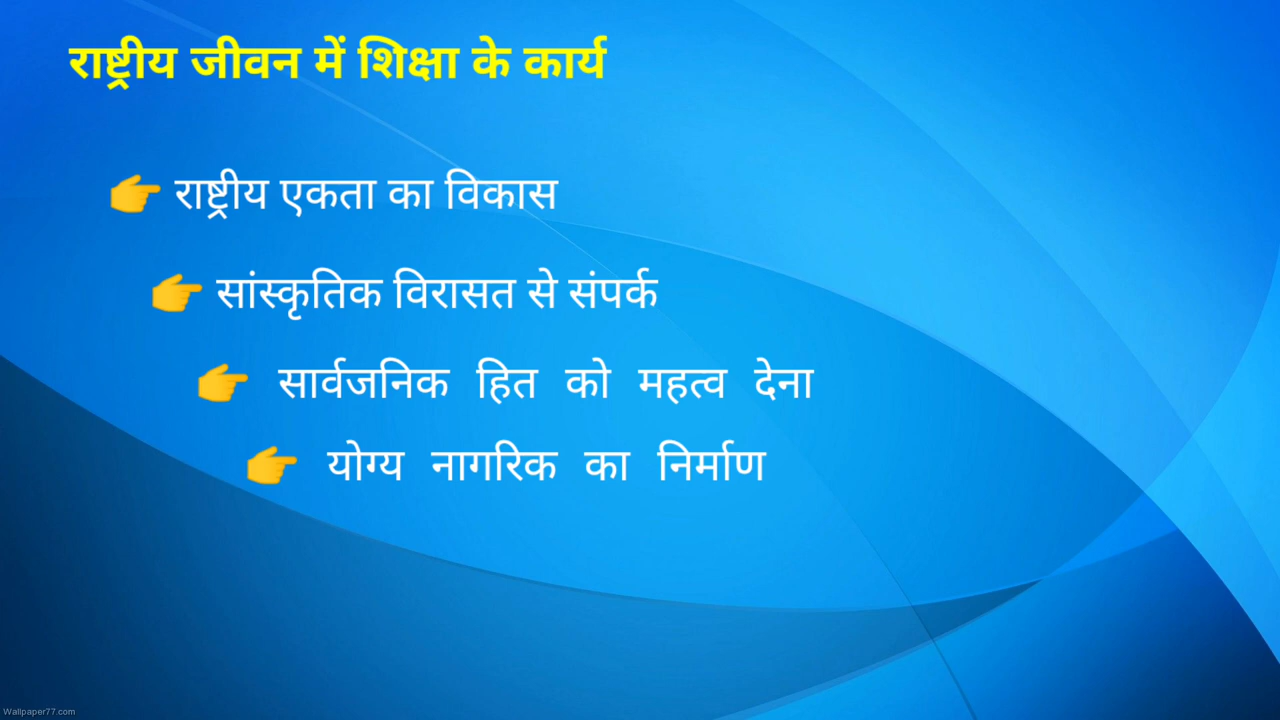 राष्ट्रीय जीवन में शिक्षा के कार्य
👉 राष्ट्रीय एकता का विकास
👉 सांस्कृतिक विरासत से संपर्क
👉 सार्वजनिक हित को महत्व देना
👉 योग्य नागरिक का निर्माण
Wallpaper77.com